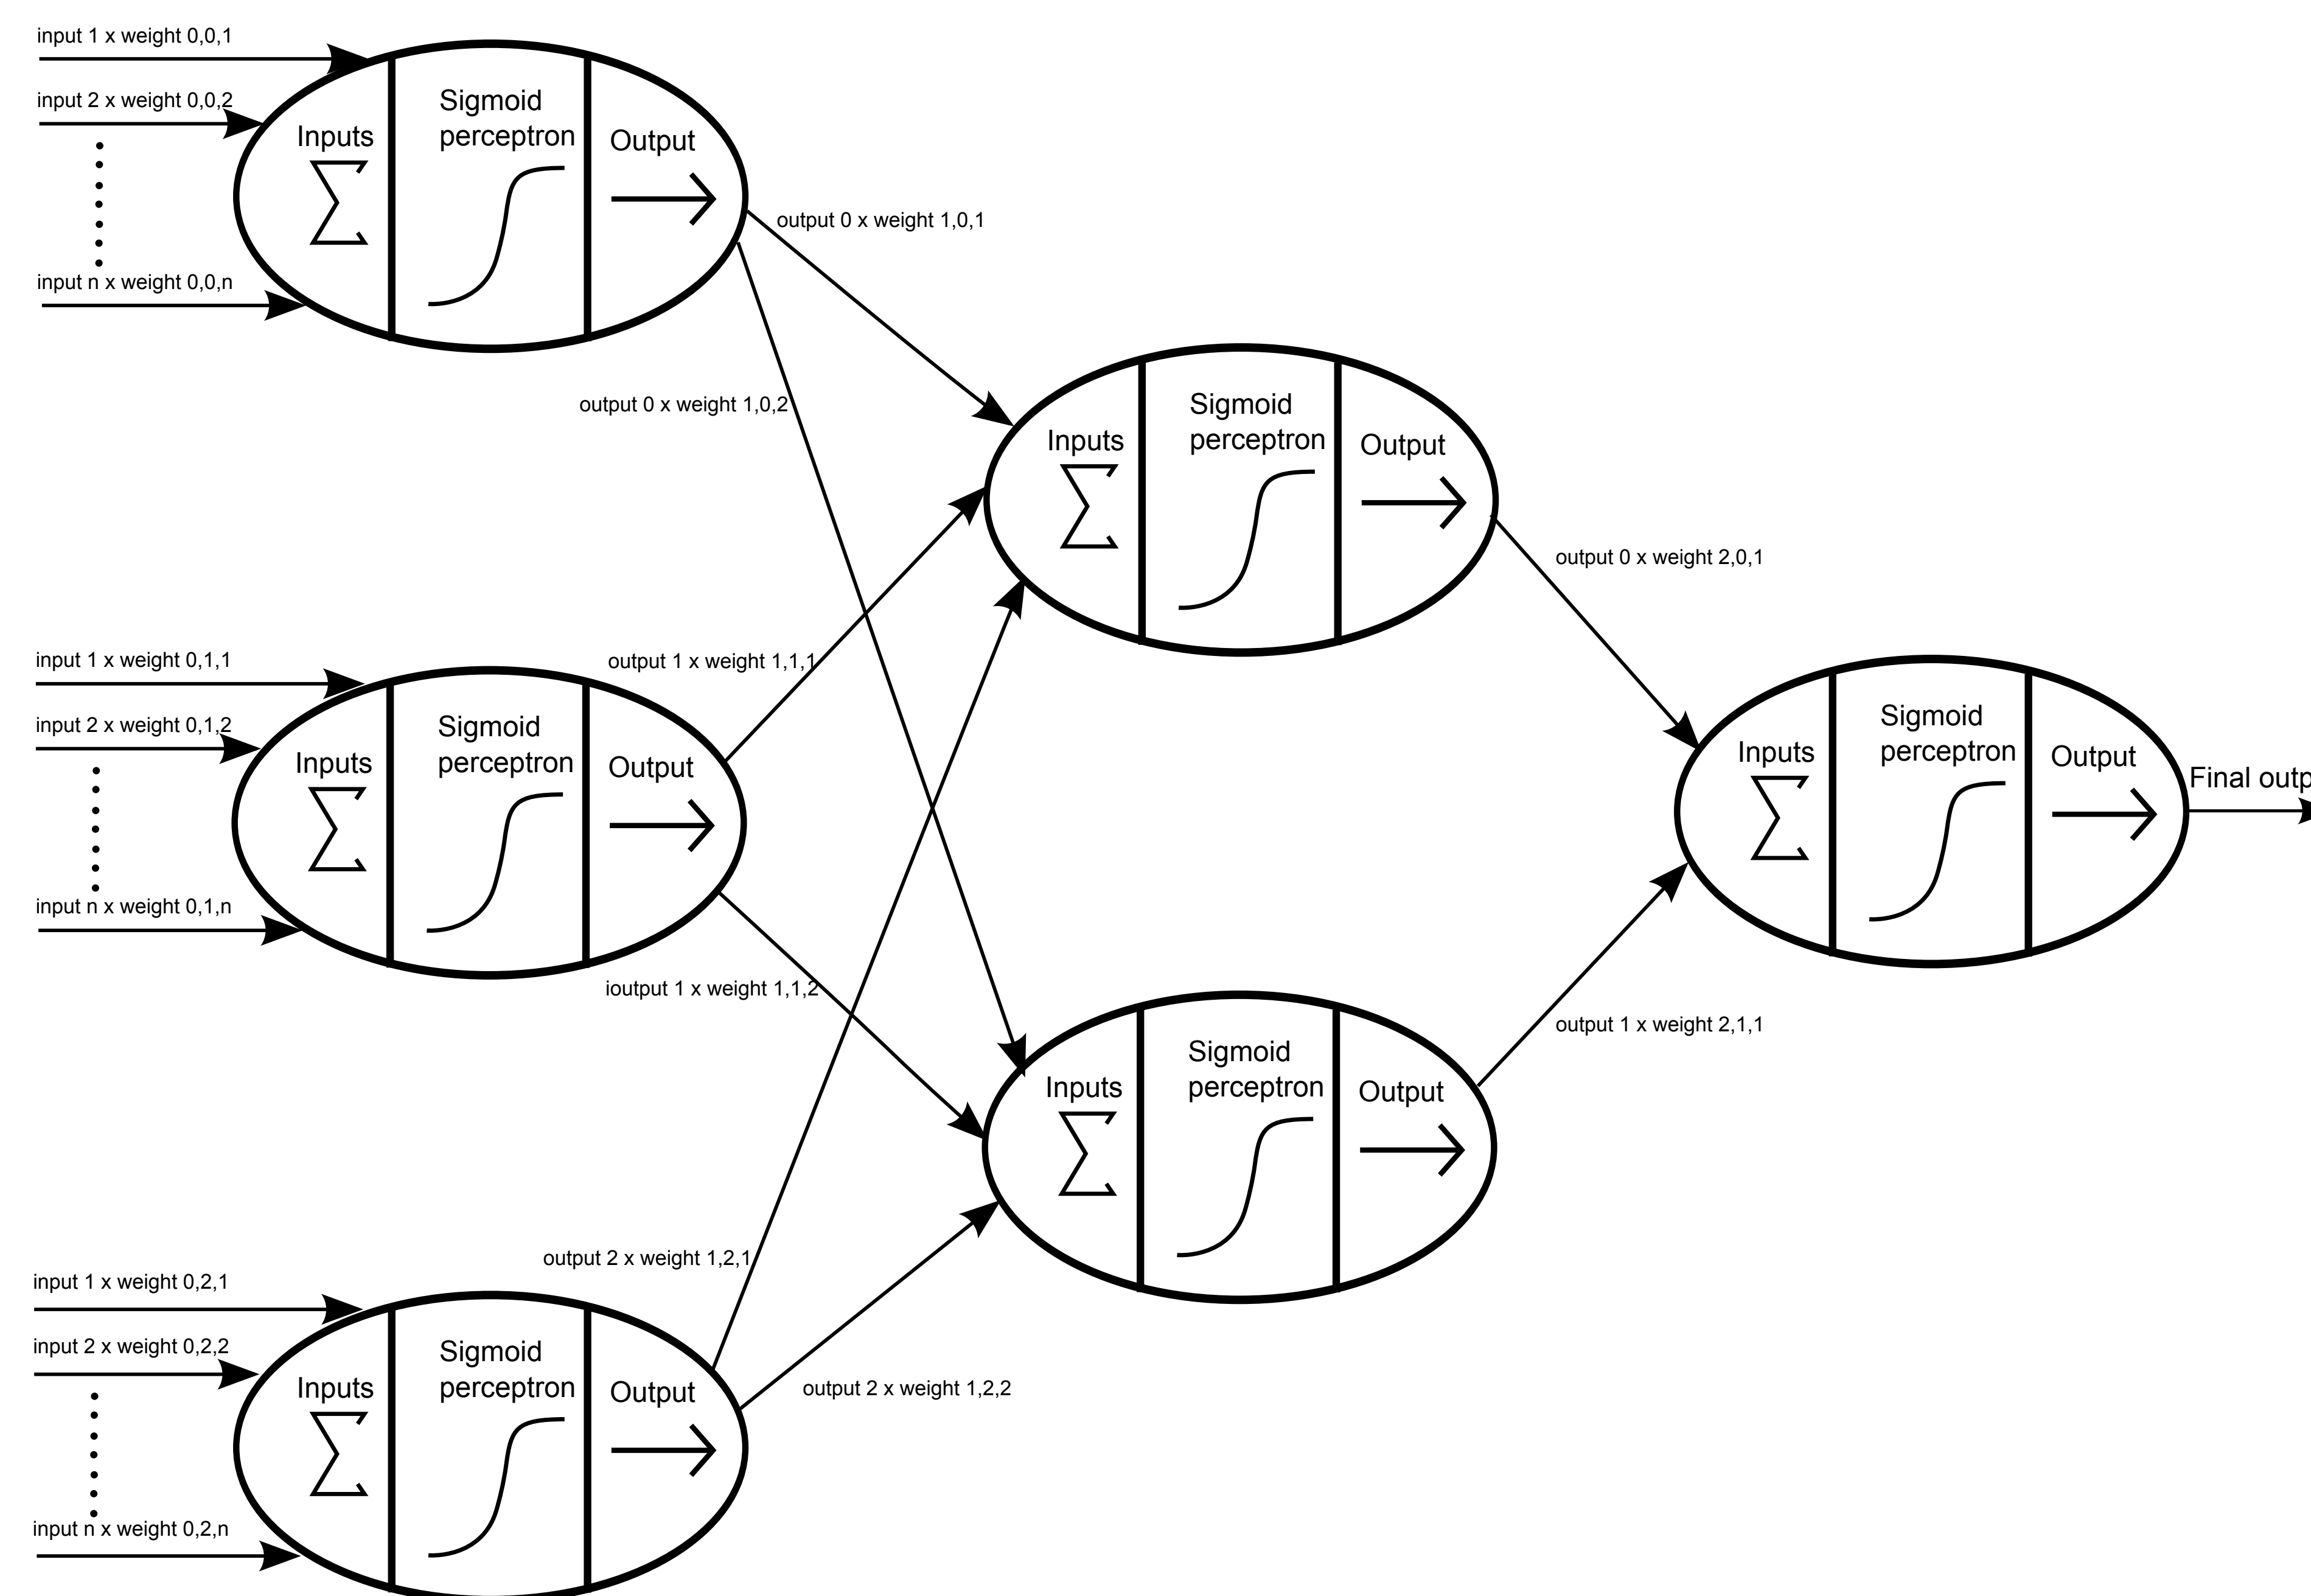 input 1 x weight 0,0,1
input 2 x weight 0,0,2
input n x weight 0,0,n
Inputs
Σ
Sigmoid
perceptron
Output
output 0 x weight 1,0,1
output 0 x weight 1,0,2
Inputs
Σ
Sigmoid
perceptron
Output
output 0 x weight 2,0,1
input 1 x weight 0,1,1
input 2 x weight 0,1,2
input n x weight 0,1,n
Inputs
Σ
Sigmoid
perceptron
Output
output 1 x weight 1,1,1
ioutput 1 x weight 1,1,2
Inputs
Σ
Sigmoid
perceptron
Output
Final outp
Inputs
Σ
Sigmoid
perceptron
Output
output 1 x weight 2,1,1
input 1 x weight 0,2,1
input 2 x weight 0,2,2
input n x weight 0,2,n
Inputs
Σ
Sigmoid
perceptron
Output
output 2 x weight 1,2,1
output 2 x weight 1,2,2